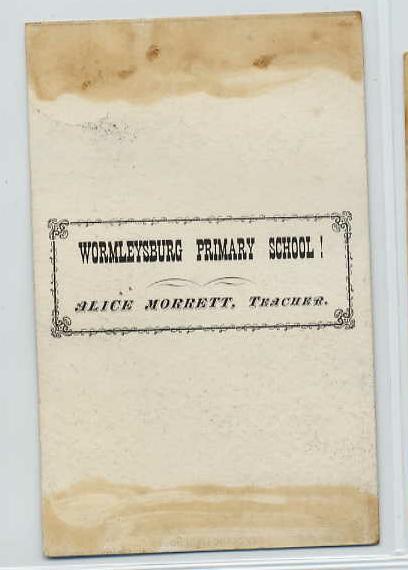 WORMLEYSBURG PRIMARY SCHOOL !
ALICE MORRETT, TEACHER.